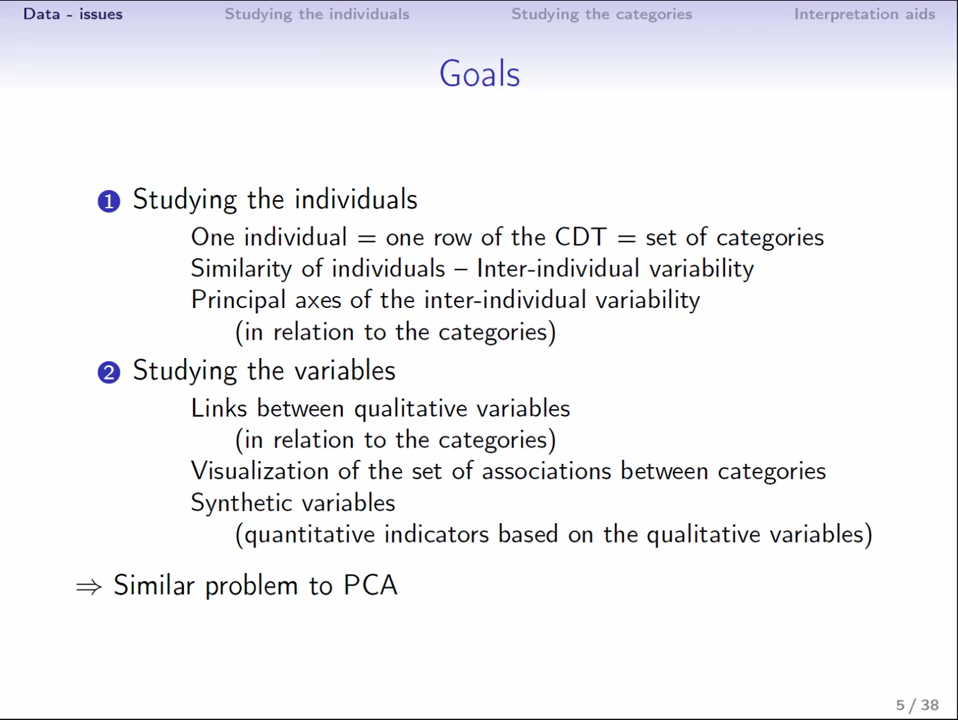 Data - issues Studying the individuals Studying the categories Interpretation aids
Goals
1 Studying the individuals
One individual = one row of the CDT = set of categories
Similarity of individuals – Inter-individual variability
Principal axes of the inter-individual variability
(in relation to the categories)
2 Studying the variables
Links between qualitative variables
(in relation to the categories)
Visualization of the set of associations between categories
Synthetic variables
(quantitative indicators based on the qualitative variables)
⇒ Similar problem to PCA
5 / 38